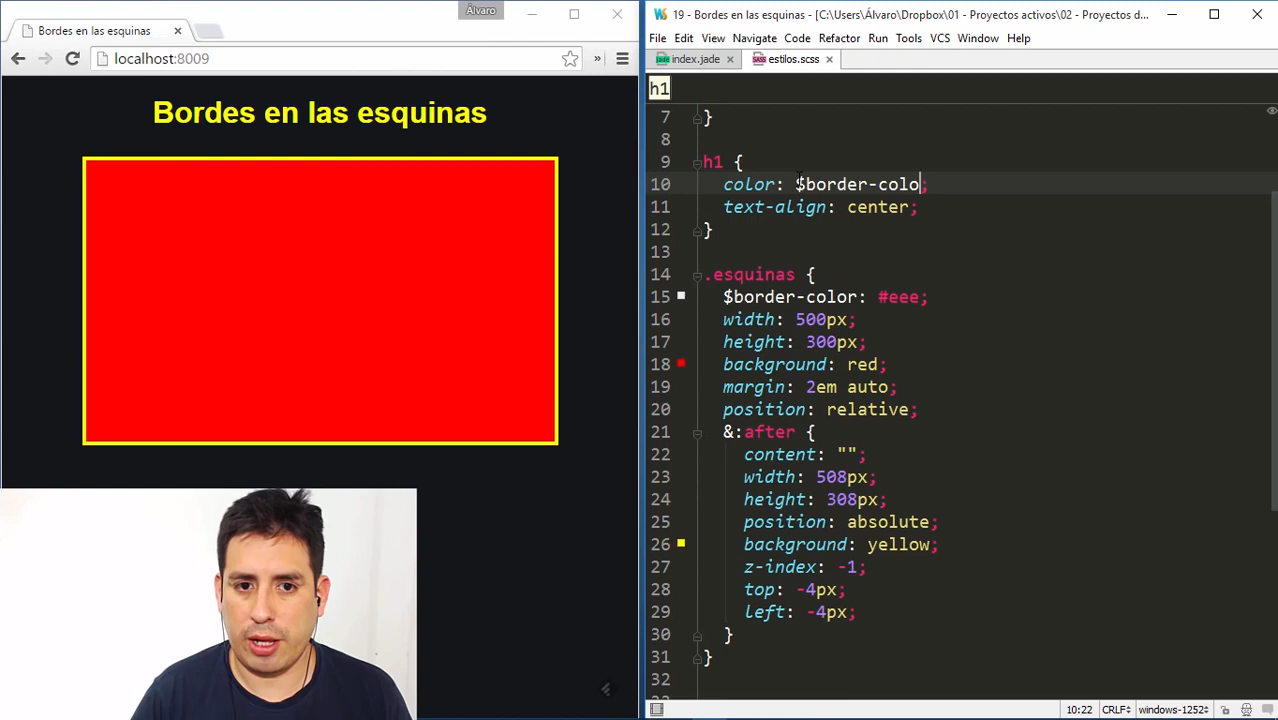 Álvaro
Bordes en las esquinas
localhost:8009
»
Bordes en las esquinas
19 - Bordes en las esquinas - [C:\Users\Álvaro\Dropbox\01 - Proyectos activos\02 - Proyectos d...
File Edit View Navigate Code Refactor Run Tools VCS Window Help
index.jade
SASS estilos.scss
h1
7 }
8
9 h1 {
10 color: $border-colo;
11 text-align: center;
12 }
13
14 .esquinas {
15 $border-color: #eee;
16 width: 500px;
17 height: 300px;
18 background: red;
19 margin: 2em auto;
20 position: relative;
21 &:after {
22 content: "";
23 width: 508px;
24 height: 308px;
25 position: absolute;
26 background: yellow;
27 z-index: -1;
28 top: -4px;
29 left: -4px;
30 }
31 }
32
10:22 CRLF÷ windows-1252÷